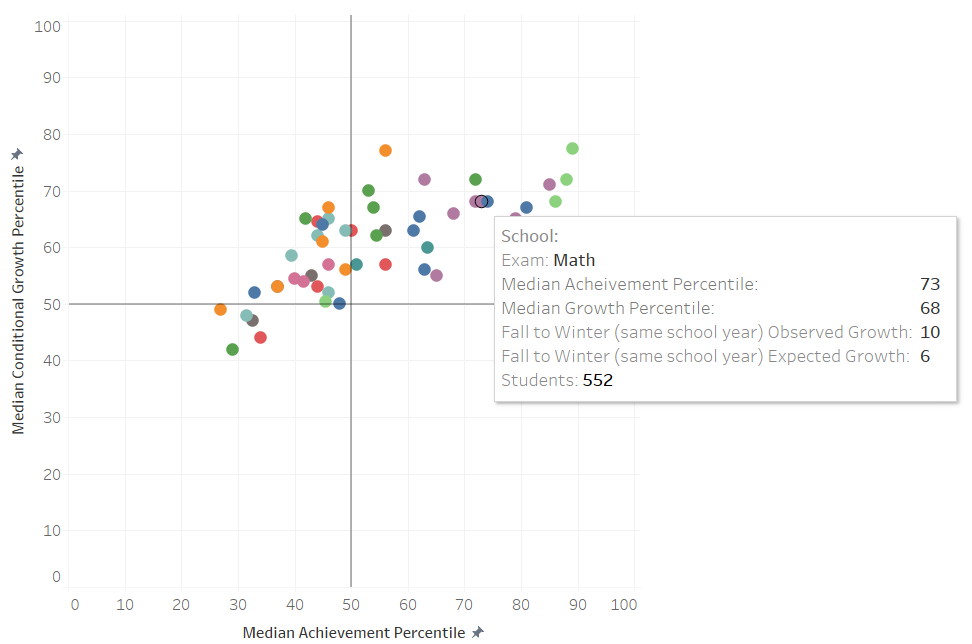 100
90
80
70
60
50
40
30
20
10
0
Median Conditional Growth Percentile
School:
Exam: Math
Median Acheivement Percentile: 73
Median Growth Percentile: 68
Fall to Winter (same school year) Observed Growth: 10
Fall to Winter (same school year) Expected Growth: 6
Students: 552
0 10 20 30 40 50 60 70 80 90 100
Median Achievement Percentile